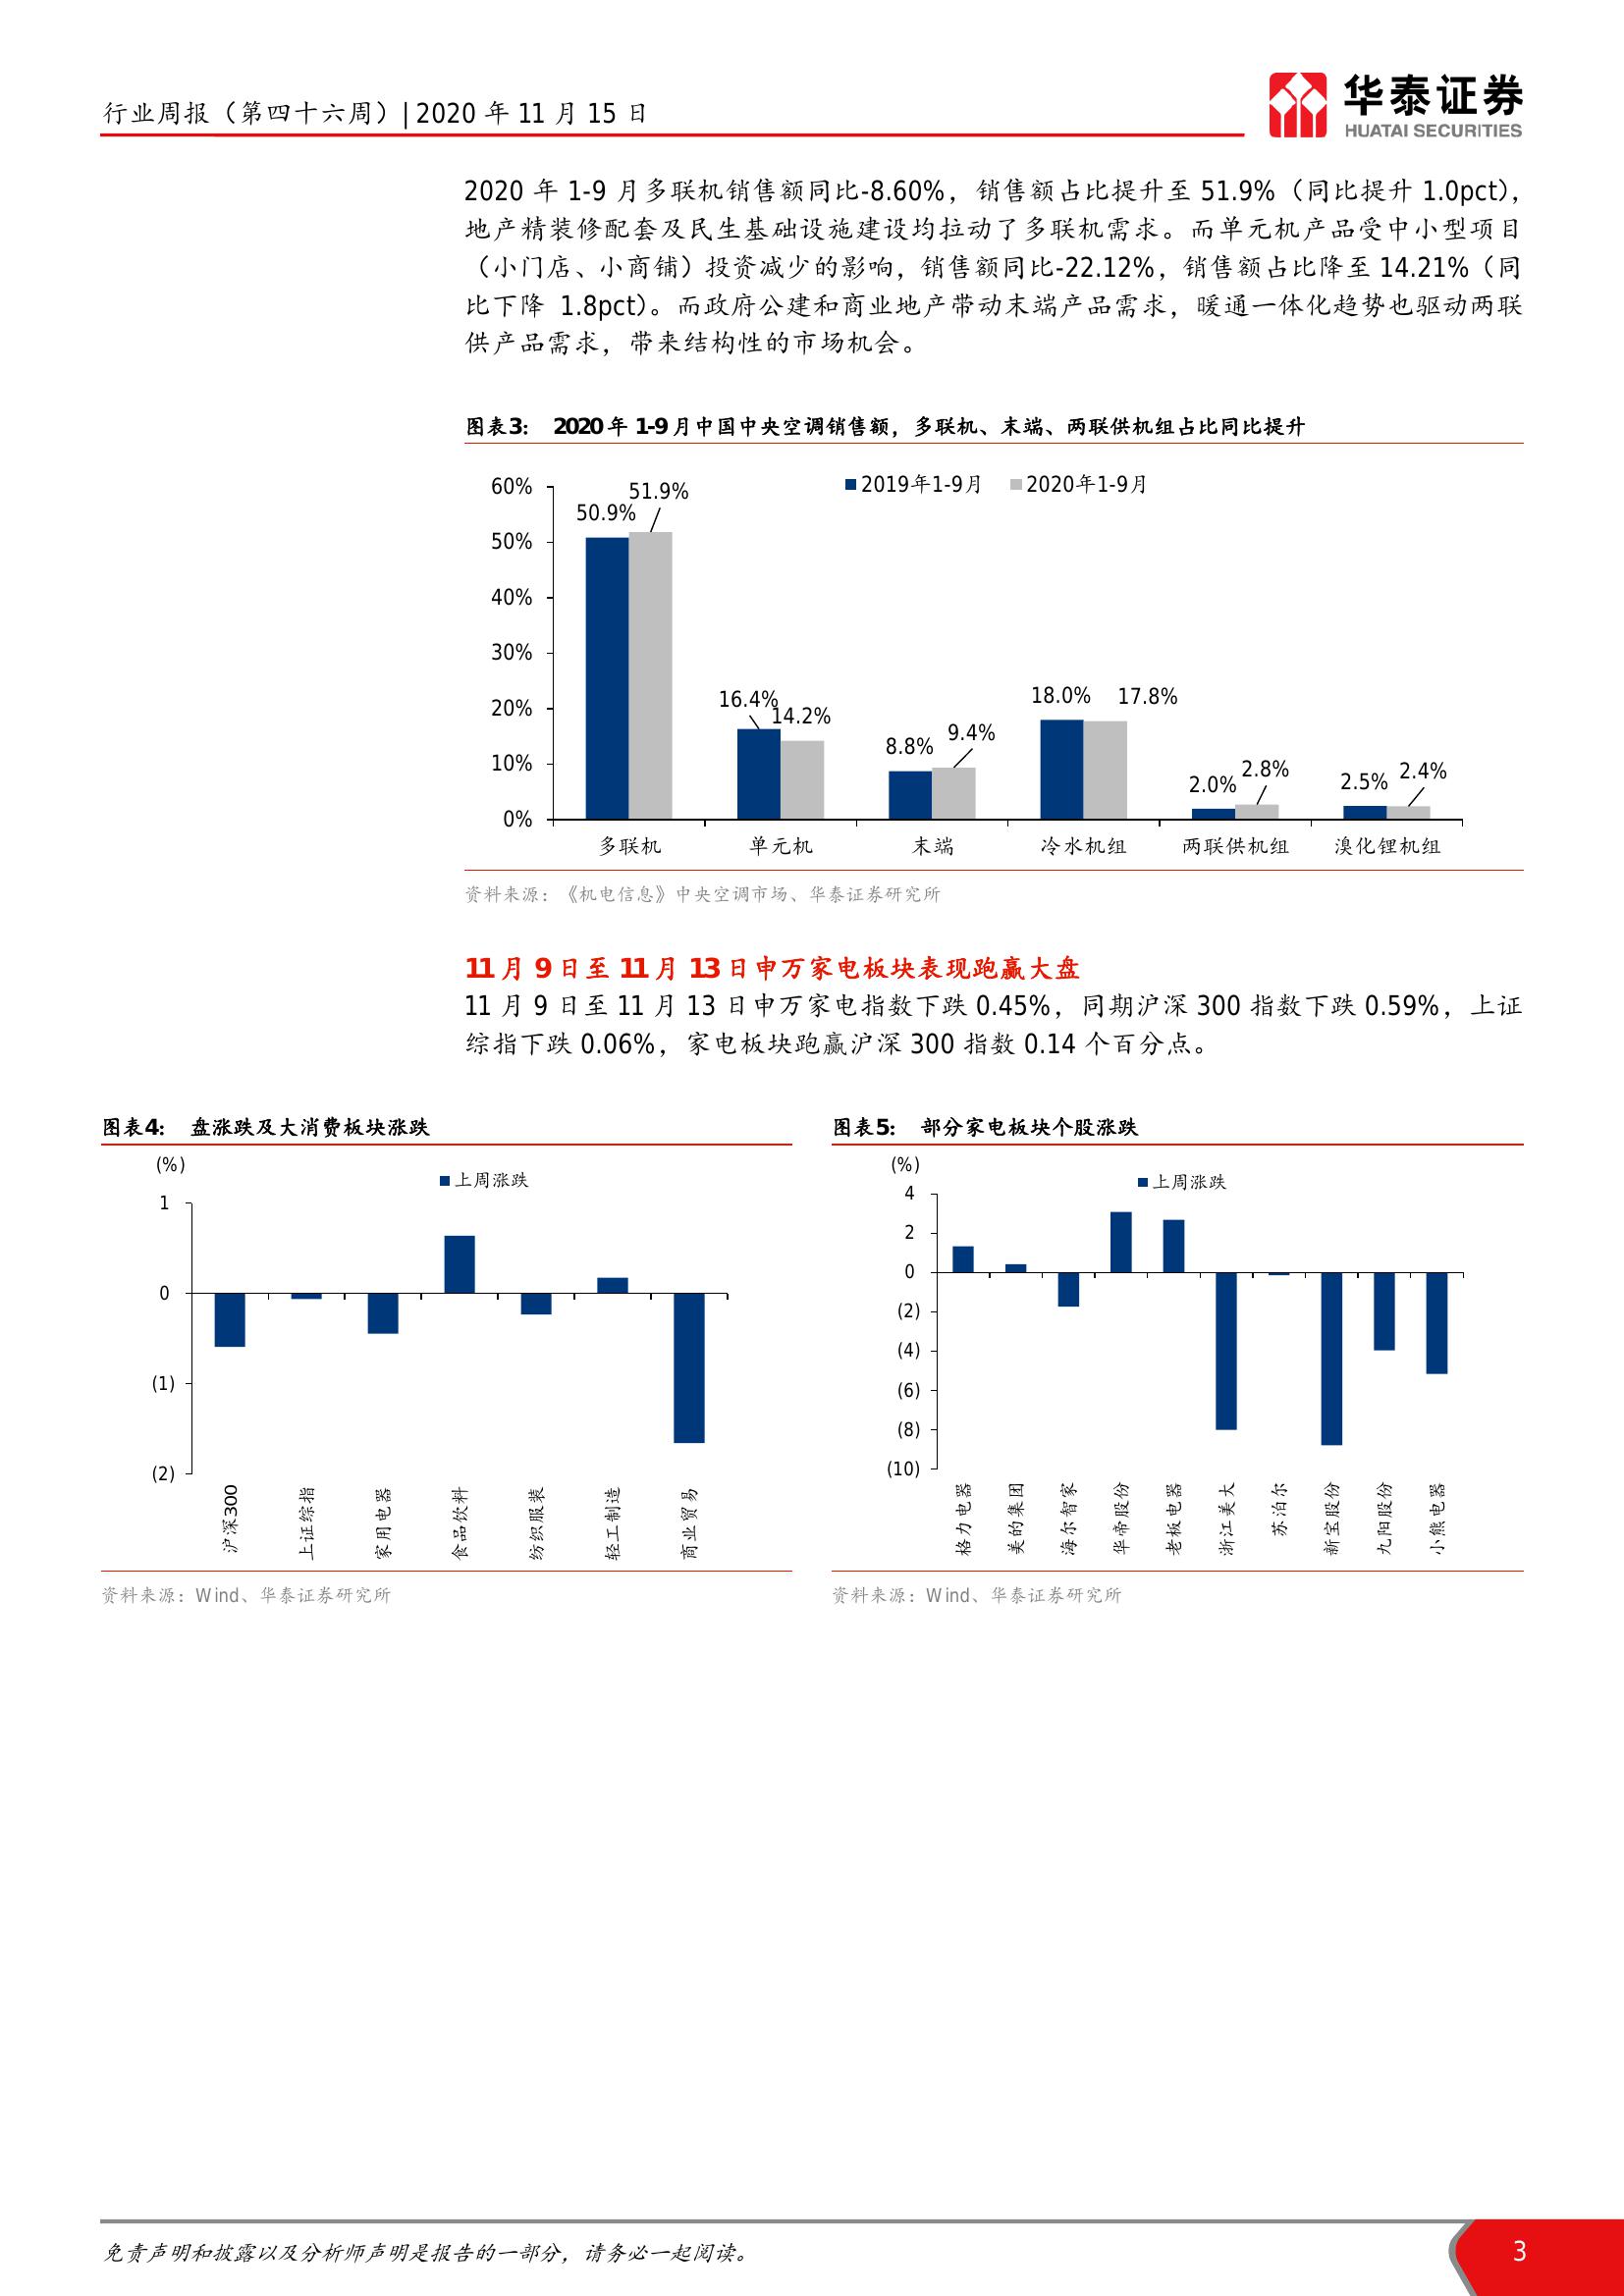 行业周报（第四十六周）| 2020 年 11 月 15 日
华泰证券
HUATAI SECURITIES
2020 年 1-9 月多联机销售额同比-8.60%，销售额占比提升至 51.9%（同比提升 1.0pct），
地产精装修配套及民生基础设施建设均拉动了多联机需求。而单元机产品受中小型项目
（小门店、小商铺）投资减少的影响，销售额同比-22.12%，销售额占比降至 14.21%（同
比下降 1.8pct）。而政府公建和商业地产带动末端产品需求，暖通一体化趋势也驱动两联
供产品需求，带来结构性的市场机会。
图表3： 2020 年 1-9 月中国中央空调销售额，多联机、末端、两联供机组占比同比提升
2019年1-9月 2020年1-9月
60%
50%
40%
30%
20%
10%
0%
50.9% 51.9%
16.4% 14.2%
8.8% 9.4%
18.0% 17.8%
2.0% 2.8%
2.5% 2.4%
多联机 单元机 末端 冷水机组 两联供机组 溴化锂机组
资料来源：《机电信息》中央空调市场、华泰证券研究所
11 月 9 日至 11 月 13 日申万家电板块表现跑赢大盘
11 月 9 日至 11 月 13 日申万家电指数下跌 0.45%，同期沪深 300 指数下跌 0.59%，上证
综指下跌 0.06%，家电板块跑赢沪深 300 指数 0.14 个百分点。
图表4： 盘涨跌及大消费板块涨跌
(%)
上周涨跌
1
0
(1)
(2)
沪深300
上证综指
家用电器
食品饮料
纺织服装
轻工制造
商业贸易
资料来源：Wind、华泰证券研究所
图表5： 部分家电板块个股涨跌
(%)
上周涨跌
4
2
0
(2)
(4)
(6)
(8)
(10)
格力电器
美的集团
海尔智家
华帝股份
老板电器
浙江美大
苏泊尔
新宝股份
九阳股份
小熊电器
资料来源：Wind、华泰证券研究所
免责声明和披露以及分析师声明是报告的一部分，请务必一起阅读。
3